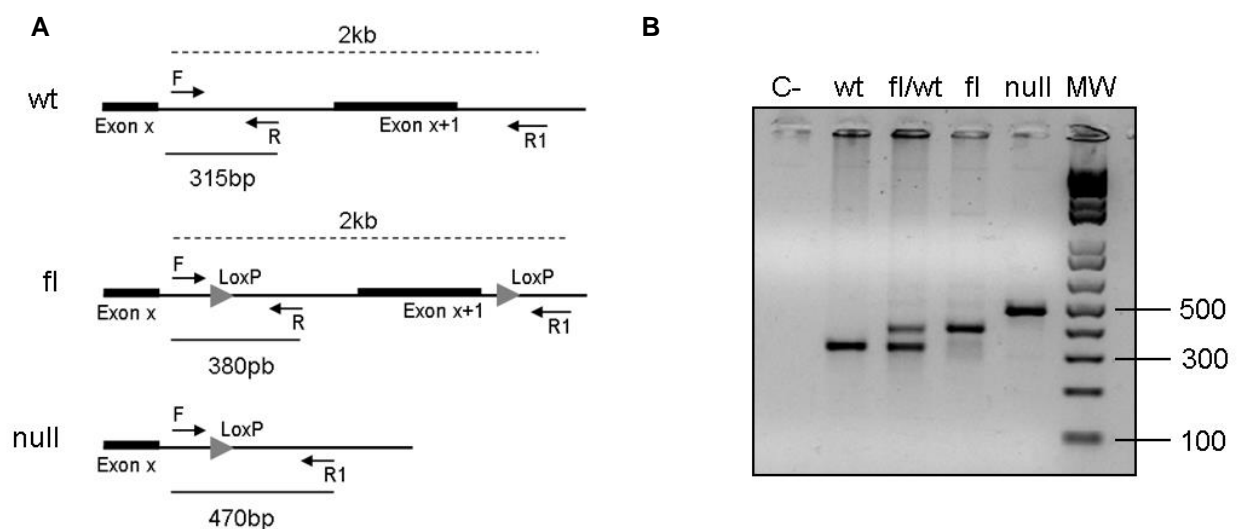 A
2kb
F
wt
Exon x
R
Exon x+1
R1
315bp
2kb
F
LoxP
LoxP
fl
Exon x
R
Exon x+1
R1
380pb
F
LoxP
null
Exon x
R1
470bp
B
C- wt fl/wt fl null MW
500
300
100